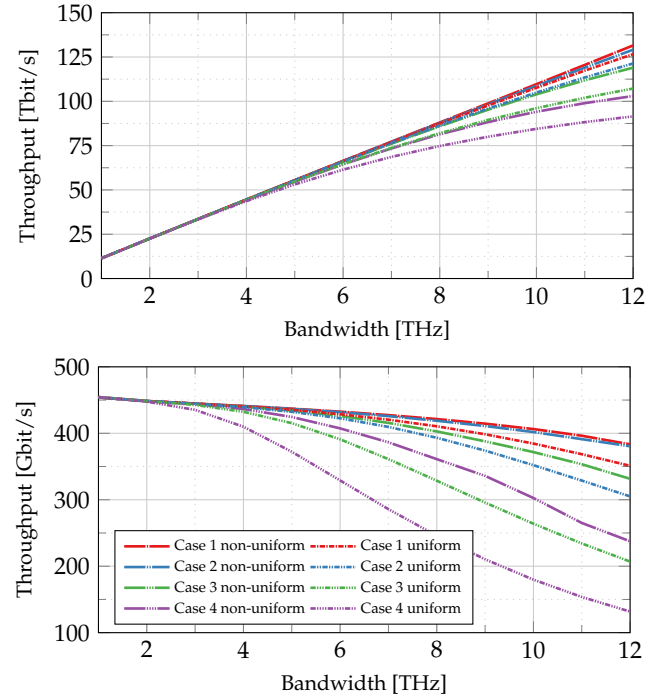 150
125
100
75
50
25
0
Throughput [Tbit/s]
2 4 6 8 10 12
Bandwidth [THz]
500
400
300
200
100
Throughput [Gbit/s]
Case 1 non-uniform Case 1 uniform
Case 2 non-uniform Case 2 uniform
Case 3 non-uniform Case 3 uniform
Case 4 non-uniform Case 4 uniform
2 4 6 8 10 12
Bandwidth [THz]